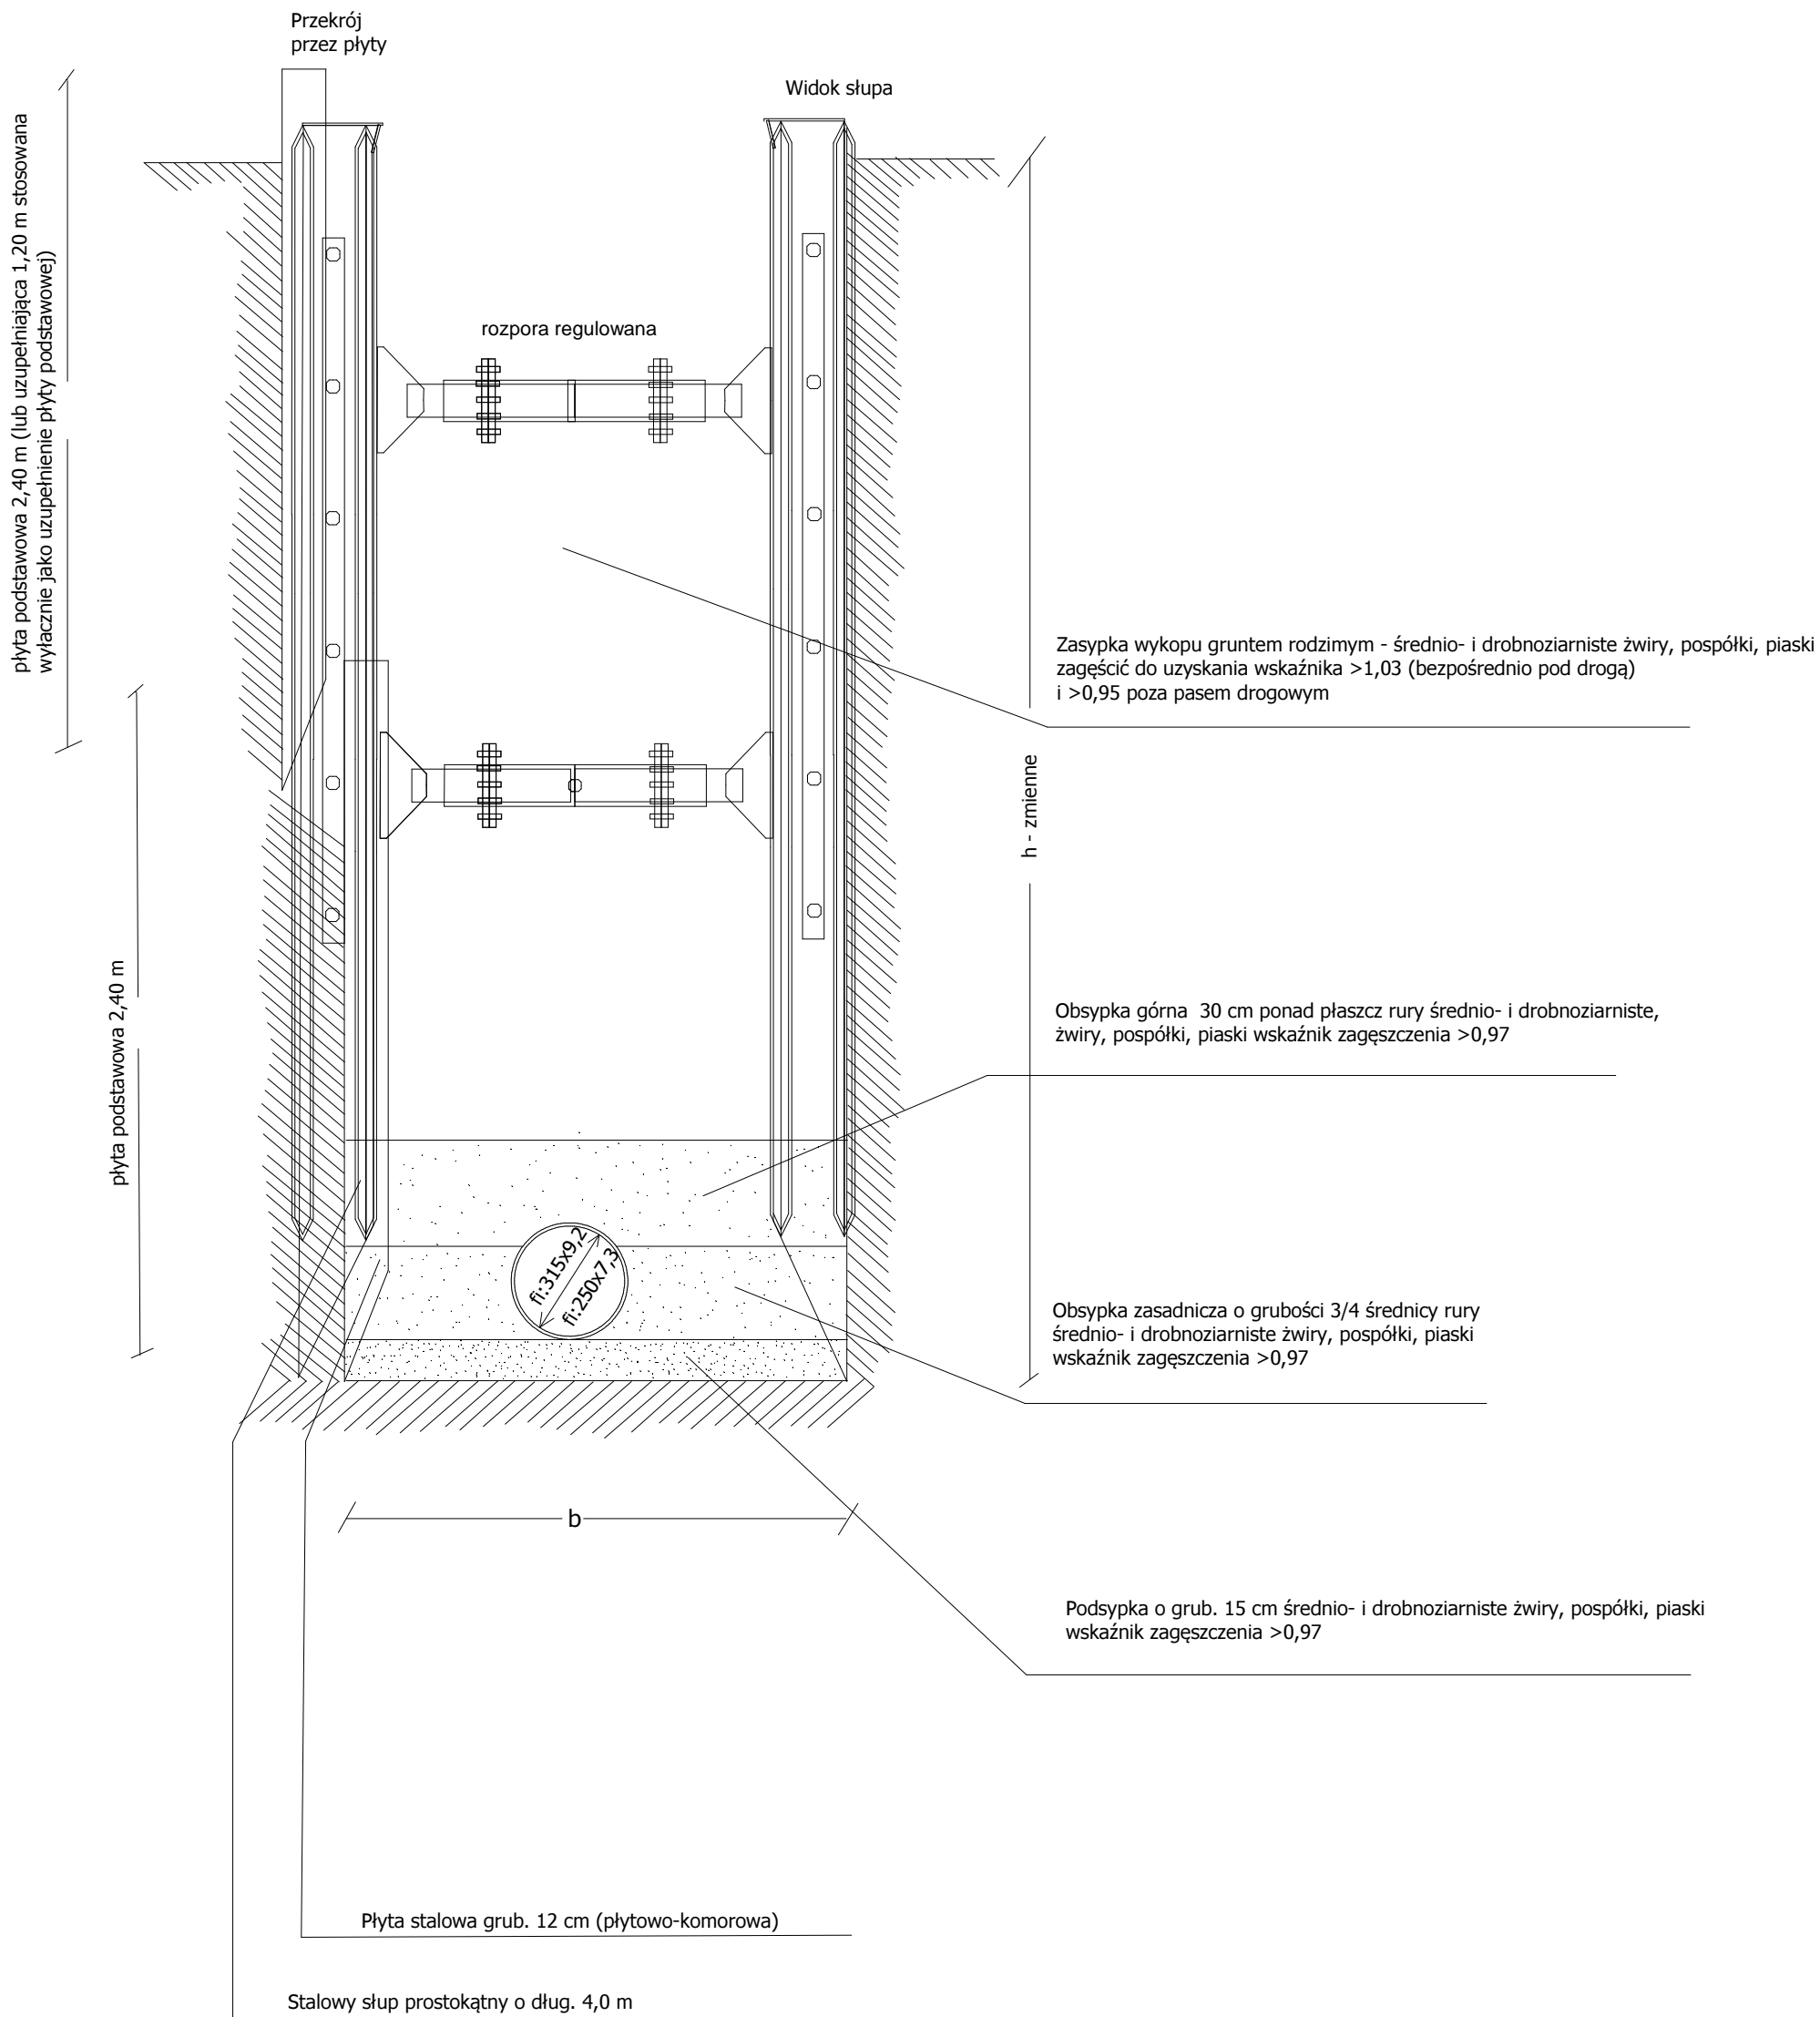 Przekrój
przez płyty
Widok słupa
płyta podstawowa 2,40 m (lub uzupełniająca 1,20 m stosowana
wyłacznie jako uzupełnienie płyty podstawowej)
rozpora regulowana
Zasypka wykopu gruntem rodzimym - średnio- i drobnoziarniste żwiry, pospółki, piaski
zagęścić do uzyskania wskaźnika >1,03 (bezpośrednio pod drogą)
i >0,95 poza pasem drogowym
h - zmienne
płyta podstawowa 2,40 m
Obsypka górna 30 cm ponad płaszcz rury średnio- i drobnoziarniste,
żwiry, pospółki, piaski wskaźnik zagęszczenia >0,97
fi:315x9,2
fi:250x7,3
Obsypka zasadnicza o grubości 3/4 średnicy rury
średnio- i drobnoziarniste żwiry, pospółki, piaski
wskaźnik zagęszczenia >0,97
b
Podsypka o grub. 15 cm średnio- i drobnoziarniste żwiry, pospółki, piaski
wskaźnik zagęszczenia >0,97
Płyta stalowa grub. 12 cm (płytowo-komorowa)
Stalowy słup prostokątny o dług. 4,0 m